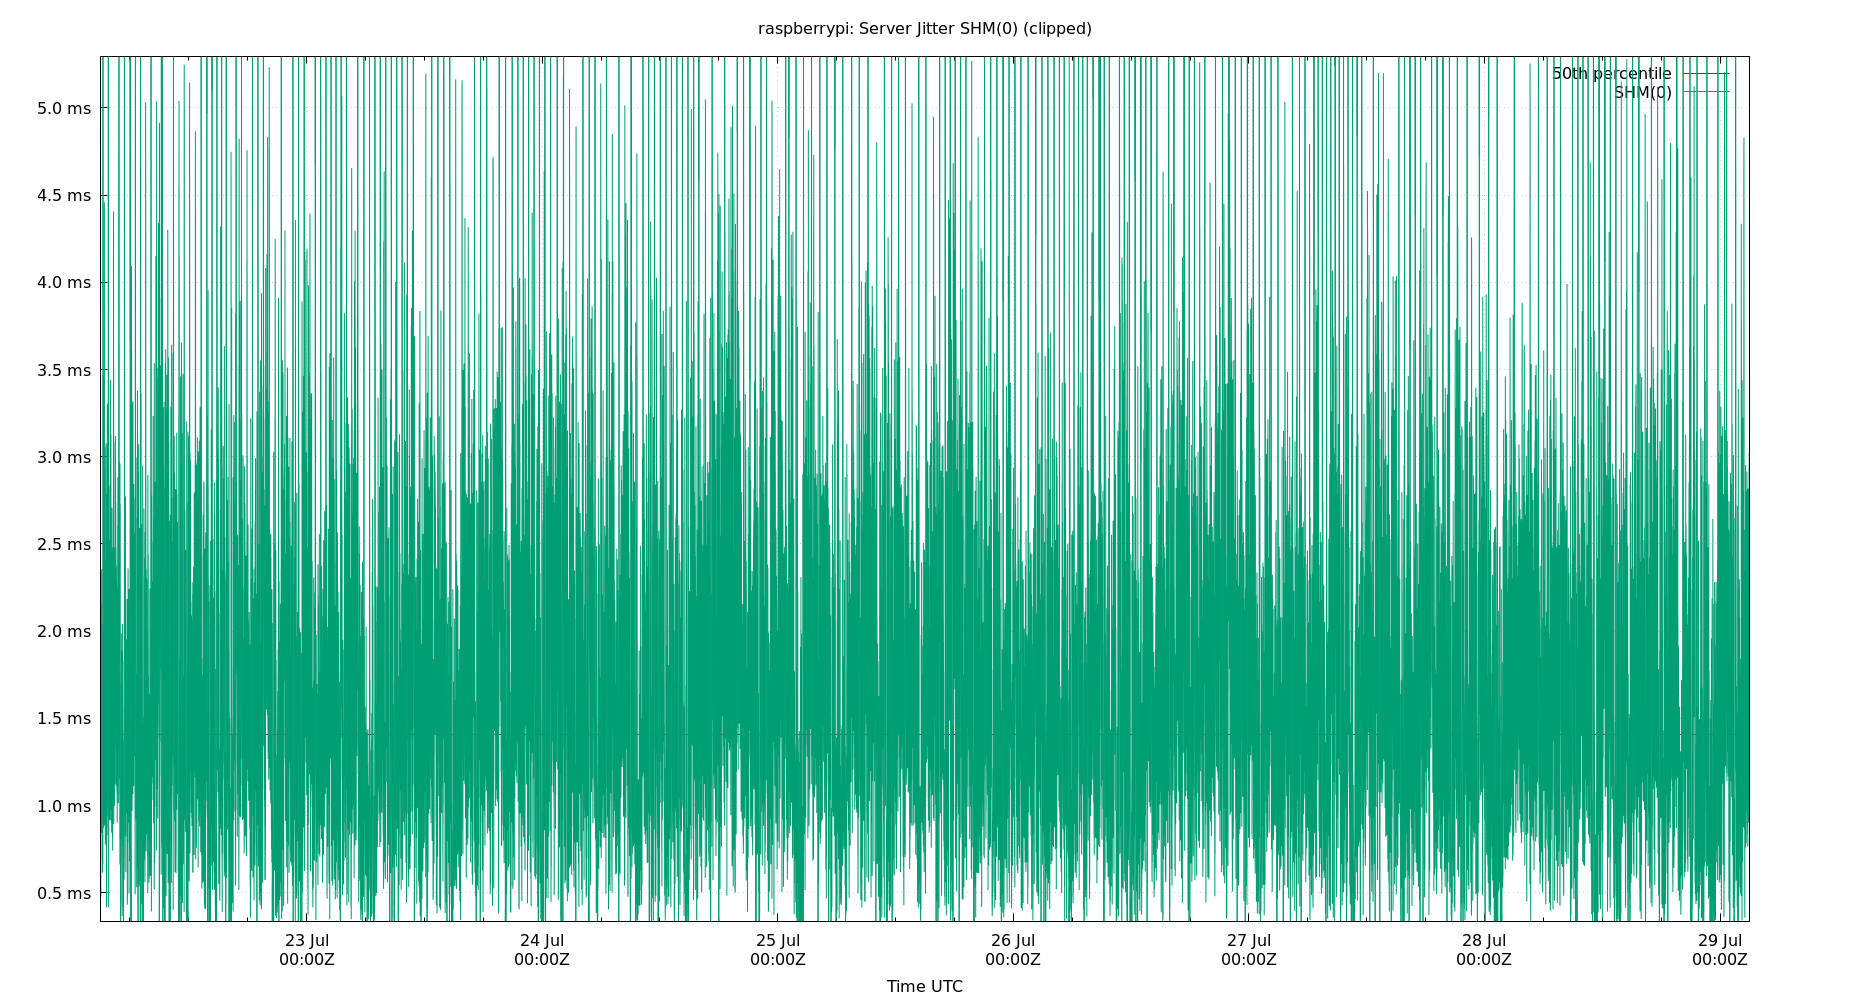 raspberrypi: Server Jitter SHM(0) (clipped)
50th percentile
SHM(0)
5.0 ms
4.5 ms
4.0 ms
3.5 ms
3.0 ms
2.5 ms
2.0 ms
1.5 ms
1.0 ms
0.5 ms
23 Jul 24 Jul 25 Jul 26 Jul 27 Jul 28 Jul 29 Jul
00:00Z 00:00Z 00:00Z 00:00Z 00:00Z 00:00Z 00:00Z
Time UTC